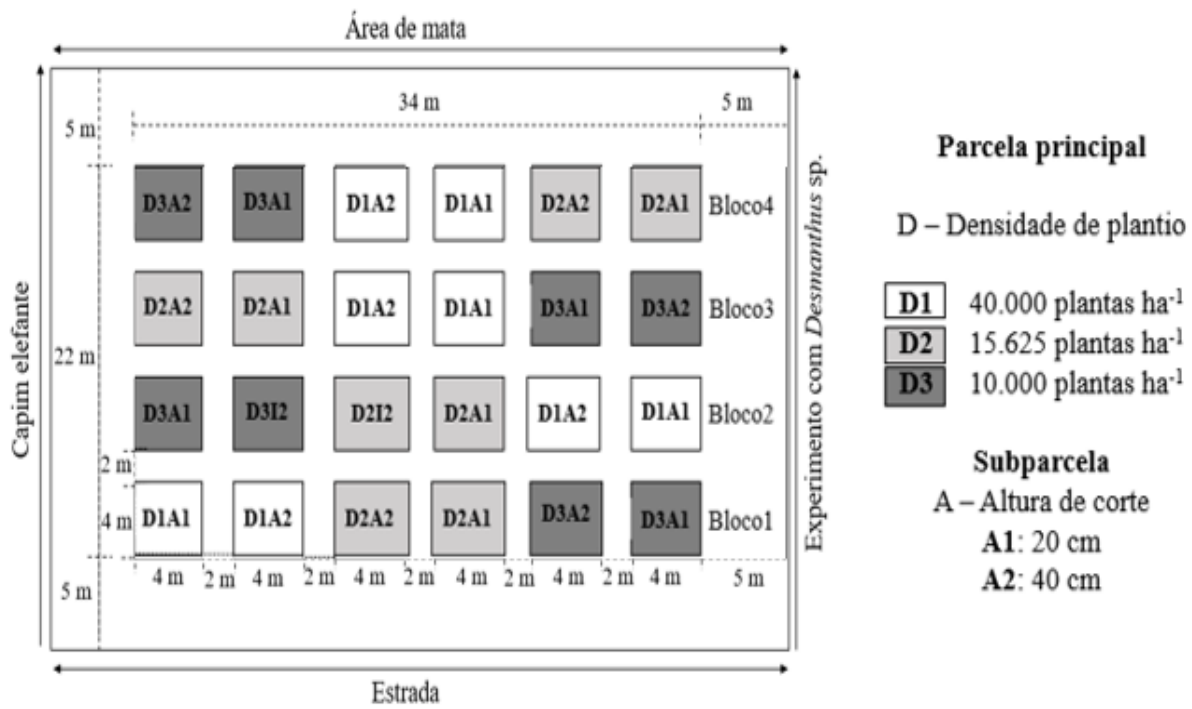 Área de mata
34 m
5 m
5 m
D3A2 D3A1 D1A2 D1A1 D2A2 D2A1 Bloco4
D2A2 D2A1 D1A2 D1A1 D3A1 D3A2 Bloco3
22 m
D3A1 D3I2 D2I2 D2A1 D1A2 D1A1 Bloco2
2 m
4 m
D1A1 D1A2 D2A2 D2A1 D3A2 D3A1 Bloco1
5 m
4 m 2 m 4 m 2 m 4 m 2 m 4 m 2 m 4 m 2 m 4 m 5 m
Estrada
Capim elefante
Experimento com Desmanthus sp.
Parcela principal
D – Densidade de plantio
D1 40.000 plantas ha-1
D2 15.625 plantas ha-1
D3 10.000 plantas ha-1
Subparcela
A – Altura de corte
A1: 20 cm
A2: 40 cm